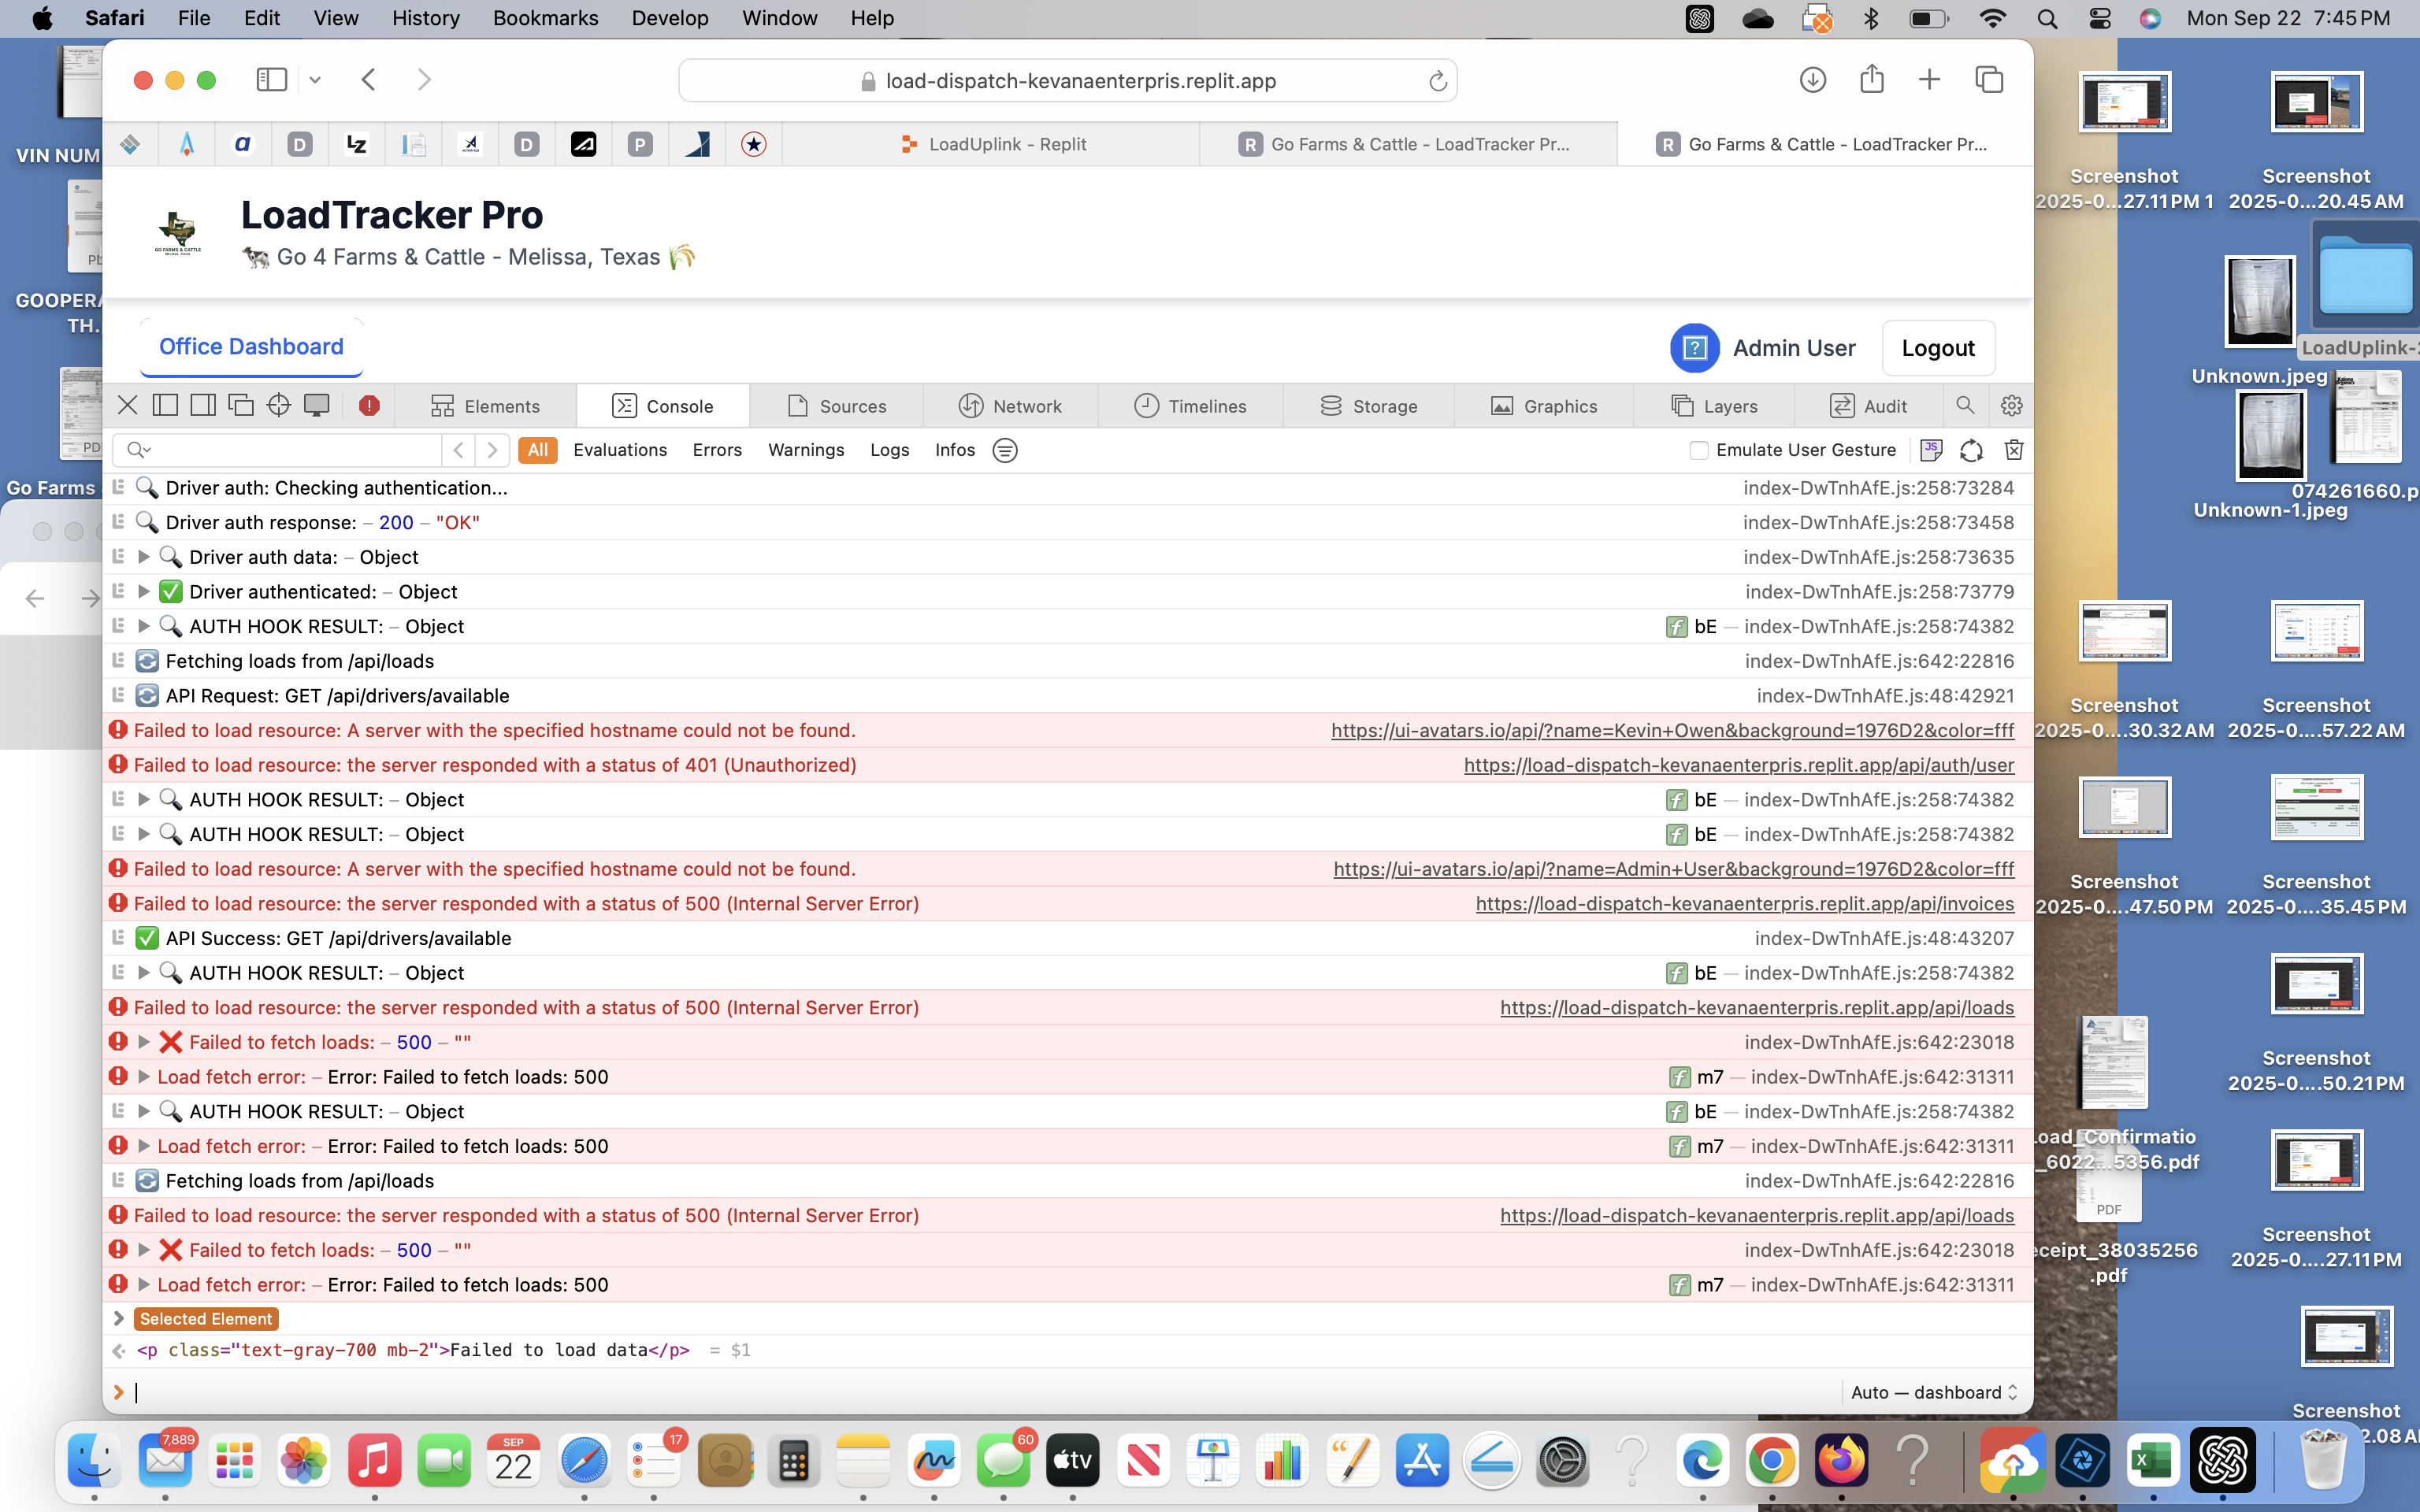 Safari File Edit View History Bookmarks Develop Window Help
Mon Sep 22 7:45 PM
load-dispatch-kevanaenterpris.replit.app
LoadUplink - Replit
R Go Farms & Cattle - LoadTracker Pr...
R Go Farms & Cattle - LoadTracker Pr...
LoadTracker Pro
🐄 Go 4 Farms & Cattle - Melissa, Texas 🌾
Office Dashboard
Admin User
Logout
Elements Console Sources Network Timelines Storage Graphics Layers Audit
All Evaluations Errors Warnings Logs Infos
Emulate User Gesture
🔍 Driver auth: Checking authentication... index-DwTnhAfE.js:258:73284
🔍 Driver auth response: – 200 – "OK" index-DwTnhAfE.js:258:73458
🔍 Driver auth data: – Object index-DwTnhAfE.js:258:73635
✅ Driver authenticated: – Object index-DwTnhAfE.js:258:73779
🔍 AUTH HOOK RESULT: – Object f bE — index-DwTnhAfE.js:258:74382
🔄 Fetching loads from /api/loads index-DwTnhAfE.js:642:22816
🔄 API Request: GET /api/drivers/available index-DwTnhAfE.js:48:42921
Failed to load resource: A server with the specified hostname could not be found. https://ui-avatars.io/api/?name=Kevin+Owen&background=1976D2&color=fff
Failed to load resource: the server responded with a status of 401 (Unauthorized) https://load-dispatch-kevanaenterpris.replit.app/api/auth/user
🔍 AUTH HOOK RESULT: – Object f bE — index-DwTnhAfE.js:258:74382
🔍 AUTH HOOK RESULT: – Object f bE — index-DwTnhAfE.js:258:74382
Failed to load resource: A server with the specified hostname could not be found. https://ui-avatars.io/api/?name=Admin+User&background=1976D2&color=fff
Failed to load resource: the server responded with a status of 500 (Internal Server Error) https://load-dispatch-kevanaenterpris.replit.app/api/invoices
✅ API Success: GET /api/drivers/available index-DwTnhAfE.js:48:43207
🔍 AUTH HOOK RESULT: – Object f bE — index-DwTnhAfE.js:258:74382
Failed to load resource: the server responded with a status of 500 (Internal Server Error) https://load-dispatch-kevanaenterpris.replit.app/api/loads
❌ Failed to fetch loads: – 500 – "" index-DwTnhAfE.js:642:23018
Load fetch error: – Error: Failed to fetch loads: 500 f m7 — index-DwTnhAfE.js:642:31311
🔍 AUTH HOOK RESULT: – Object f bE — index-DwTnhAfE.js:258:74382
Load fetch error: – Error: Failed to fetch loads: 500 f m7 — index-DwTnhAfE.js:642:31311
🔄 Fetching loads from /api/loads index-DwTnhAfE.js:642:22816
Failed to load resource: the server responded with a status of 500 (Internal Server Error) https://load-dispatch-kevanaenterpris.replit.app/api/loads
❌ Failed to fetch loads: – 500 – "" index-DwTnhAfE.js:642:23018
Load fetch error: – Error: Failed to fetch loads: 500 f m7 — index-DwTnhAfE.js:642:31311
Selected Element
<p class="text-gray-700 mb-2">Failed to load data</p> = $1
Auto — dashboard
VIN NUM
GOOPERA
TH...
Go Farms
Screenshot
2025-0...27.11 PM 1
Screenshot
2025-0...20.45 AM
LoadUplink-
Unknown.jpeg
074261660.p
Unknown-1.jpeg
Screenshot
2025-0....30.32 AM
Screenshot
2025-0....57.22 AM
Screenshot
2025-0....47.50 PM
Screenshot
2025-0....35.45 PM
Screenshot
2025-0....50.21 PM
Load_Confirmatio
_6022...5356.pdf
PDF
Screenshot
2025-0....27.11 PM
eceipt_38035256
.pdf
Screenshot
2.08 A
7,889
SEP
22
17
60
tv